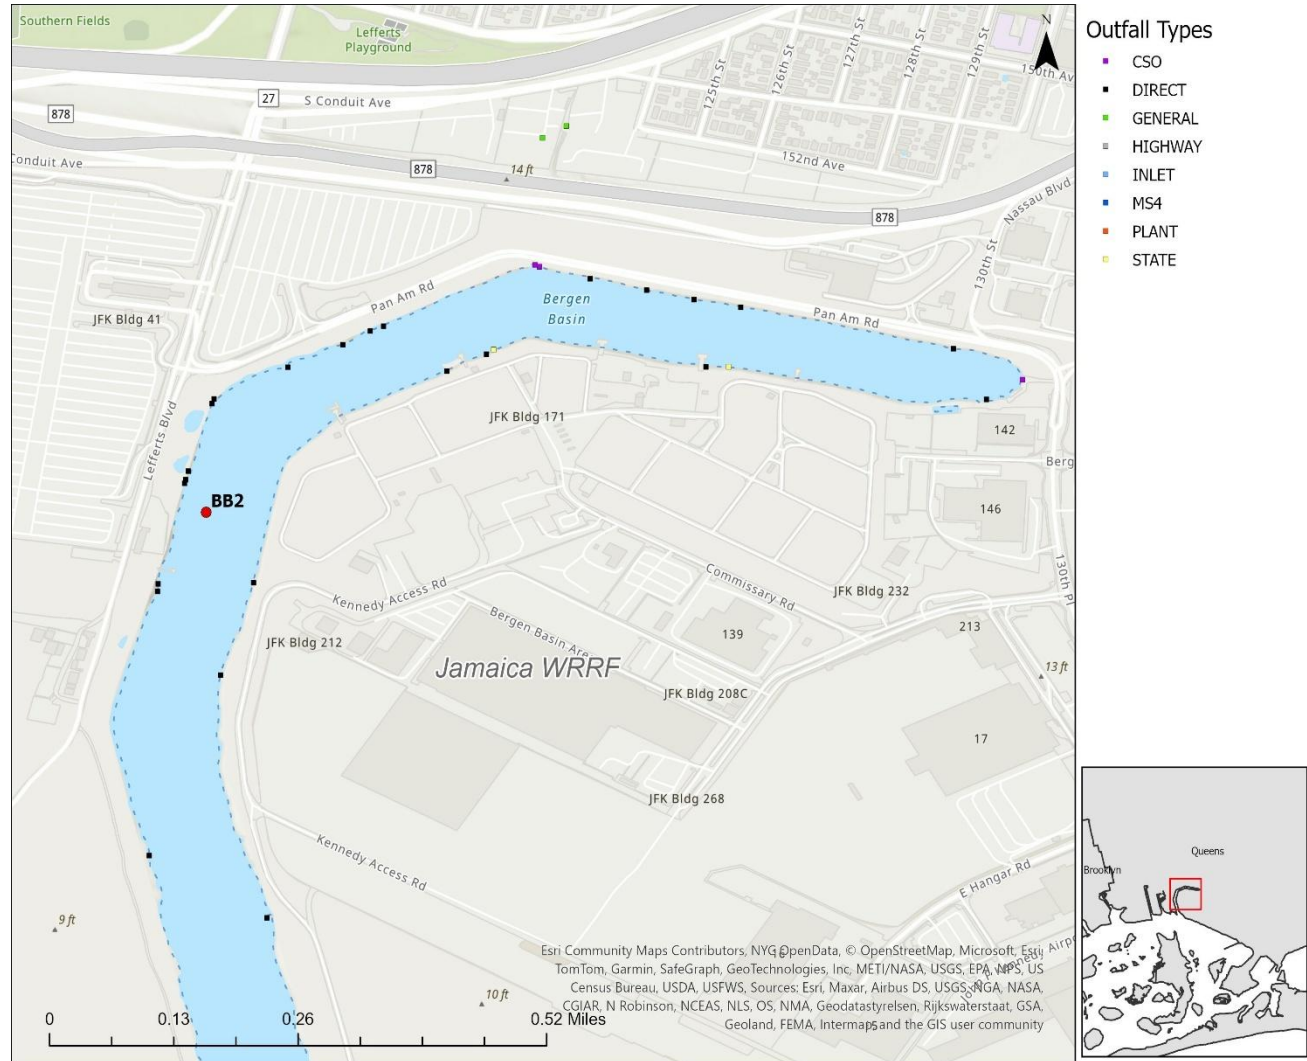 Southern Fields
Lefferts
Playground
N
Outfall Types
CSO
DIRECT
GENERAL
HIGHWAY
INLET
MS4
PLANT
STATE
125th St
126th St
127th St
128th St
129th St
150th Av
27
S Conduit Ave
878
Conduit Ave
878
14 ft
152nd Ave
878
Nassau Blvd
130th St
Pan Am Rd
Bergen
Basin
Pan Am Rd
JFK Bldg 41
Lefferts Blvd
JFK Bldg 171
142
Berg
BB2
146
Commissary Rd
130th Pl
Kennedy Access Rd
JFK Bldg 232
Bergen Basin Are
139
213
JFK Bldg 212
Jamaica WRRF
13 ft
JFK Bldg 208C
17
JFK Bldg 268
Kennedy Access Rd
E Hangar Rd
Queens
Brooklyn
9 ft
10 ft
Esri Community Maps Contributors, NYC OpenData, © OpenStreetMap, Microsoft, Esri,
TomTom, Garmin, SafeGraph, GeoTechnologies, Inc, METI/NASA, USGS, EPA, NPS, US
Census Bureau, USDA, USFWS, Sources: Esri, Maxar, Airbus DS, USGS, NGA, NASA,
CGIAR, N Robinson, NCEAS, NLS, OS, NMA, Geodatastyrelsen, Rijkswaterstaat, GSA,
Geoland, FEMA, Intermap and the GIS user community
0 0.13 0.26 0.52 Miles